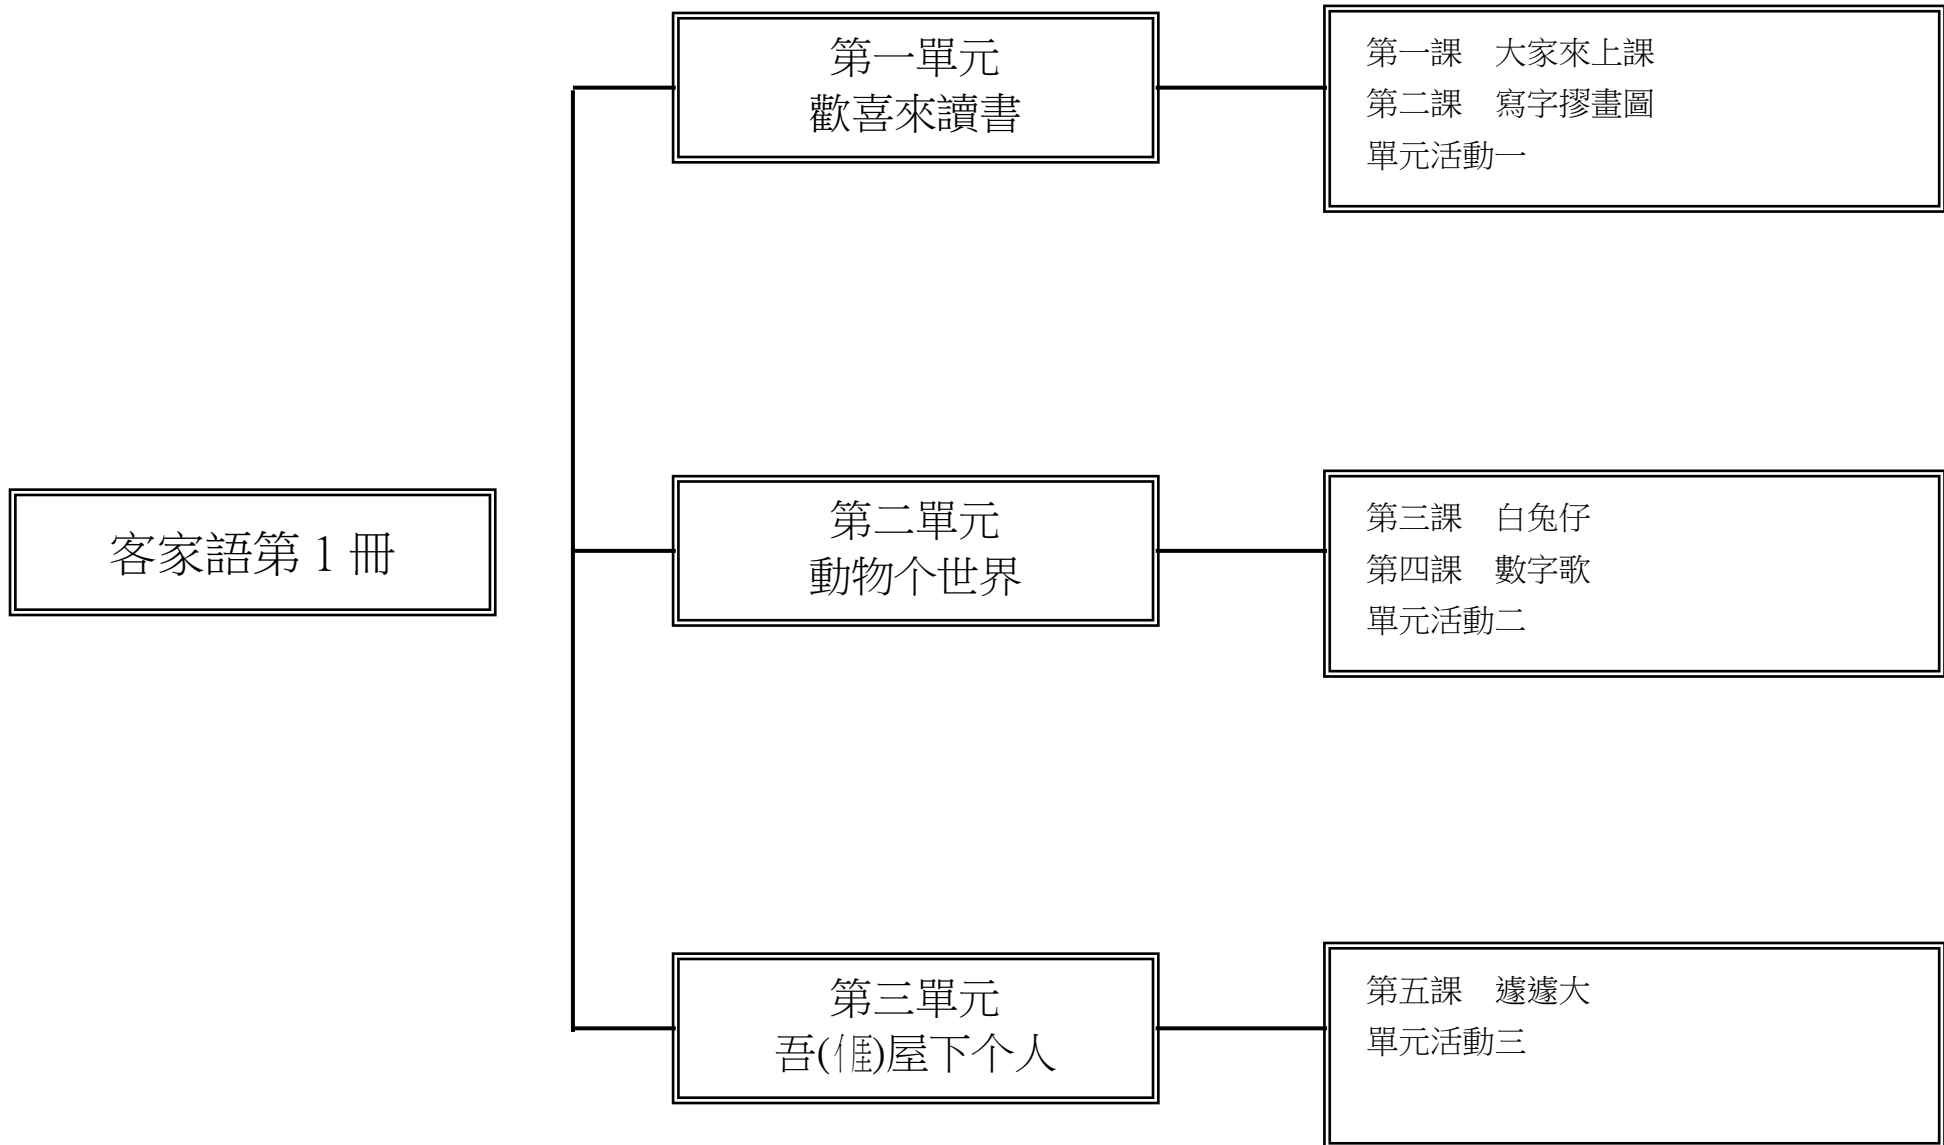 客家語第 1 冊
第一單元
歡喜來讀書
第一課　大家來上課
第二課　寫字摎畫圖
單元活動一
第二單元
動物个世界
第三課　白兔仔
第四課　數字歌
單元活動二
第三單元
吾(𠊎)屋下个人
第五課　遽遽大
單元活動三